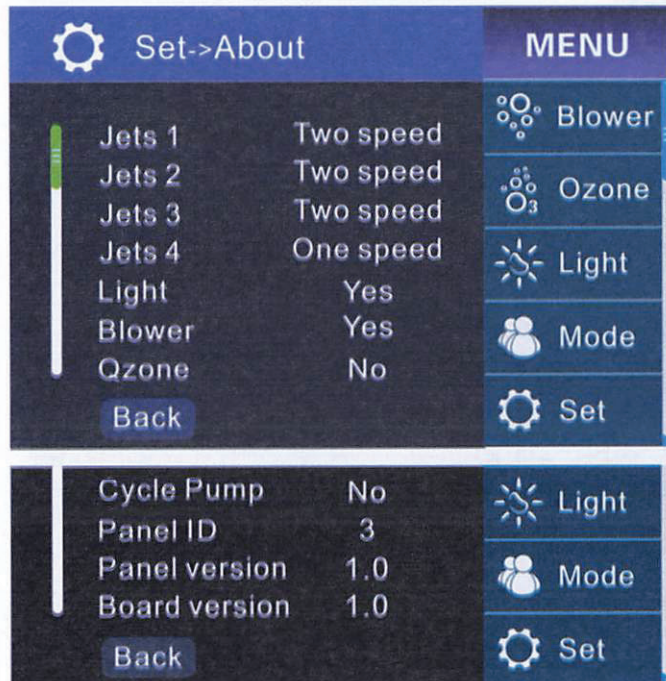 Set->About
MENU
Jets 1 Two speed
Jets 2 Two speed
Jets 3 Two speed
Jets 4 One speed
Light Yes
Blower Yes
Qzone No
Back
Blower
O3 Ozone
Light
Mode
Set
Cycle Pump No
Panel ID 3
Panel version 1.0
Board version 1.0
Back
Light
Mode
Set